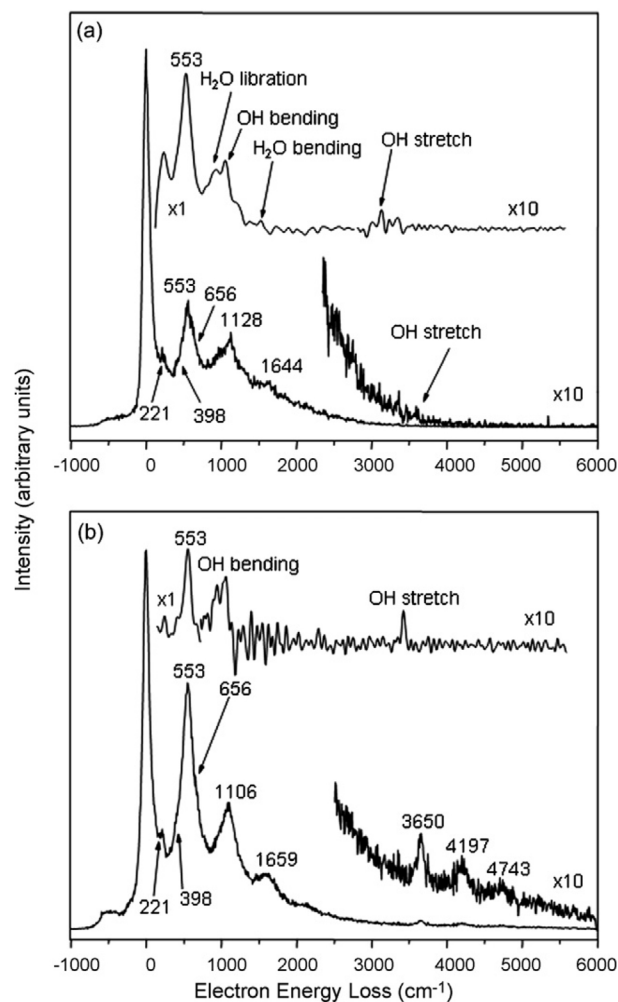 (a)
553
H₂O libration
OH bending
H₂O bending
OH stretch
x1
x10
553
656
1128
1644
OH stretch
221
398
x10
-1000 0 1000 2000 3000 4000 5000 6000
Intensity (arbitrary units)
(b)
553
OH bending
x1
OH stretch
x10
553
656
1106
1659
3650
4197
4743
x10
221
398
-1000 0 1000 2000 3000 4000 5000 6000
Electron Energy Loss (cm⁻¹)